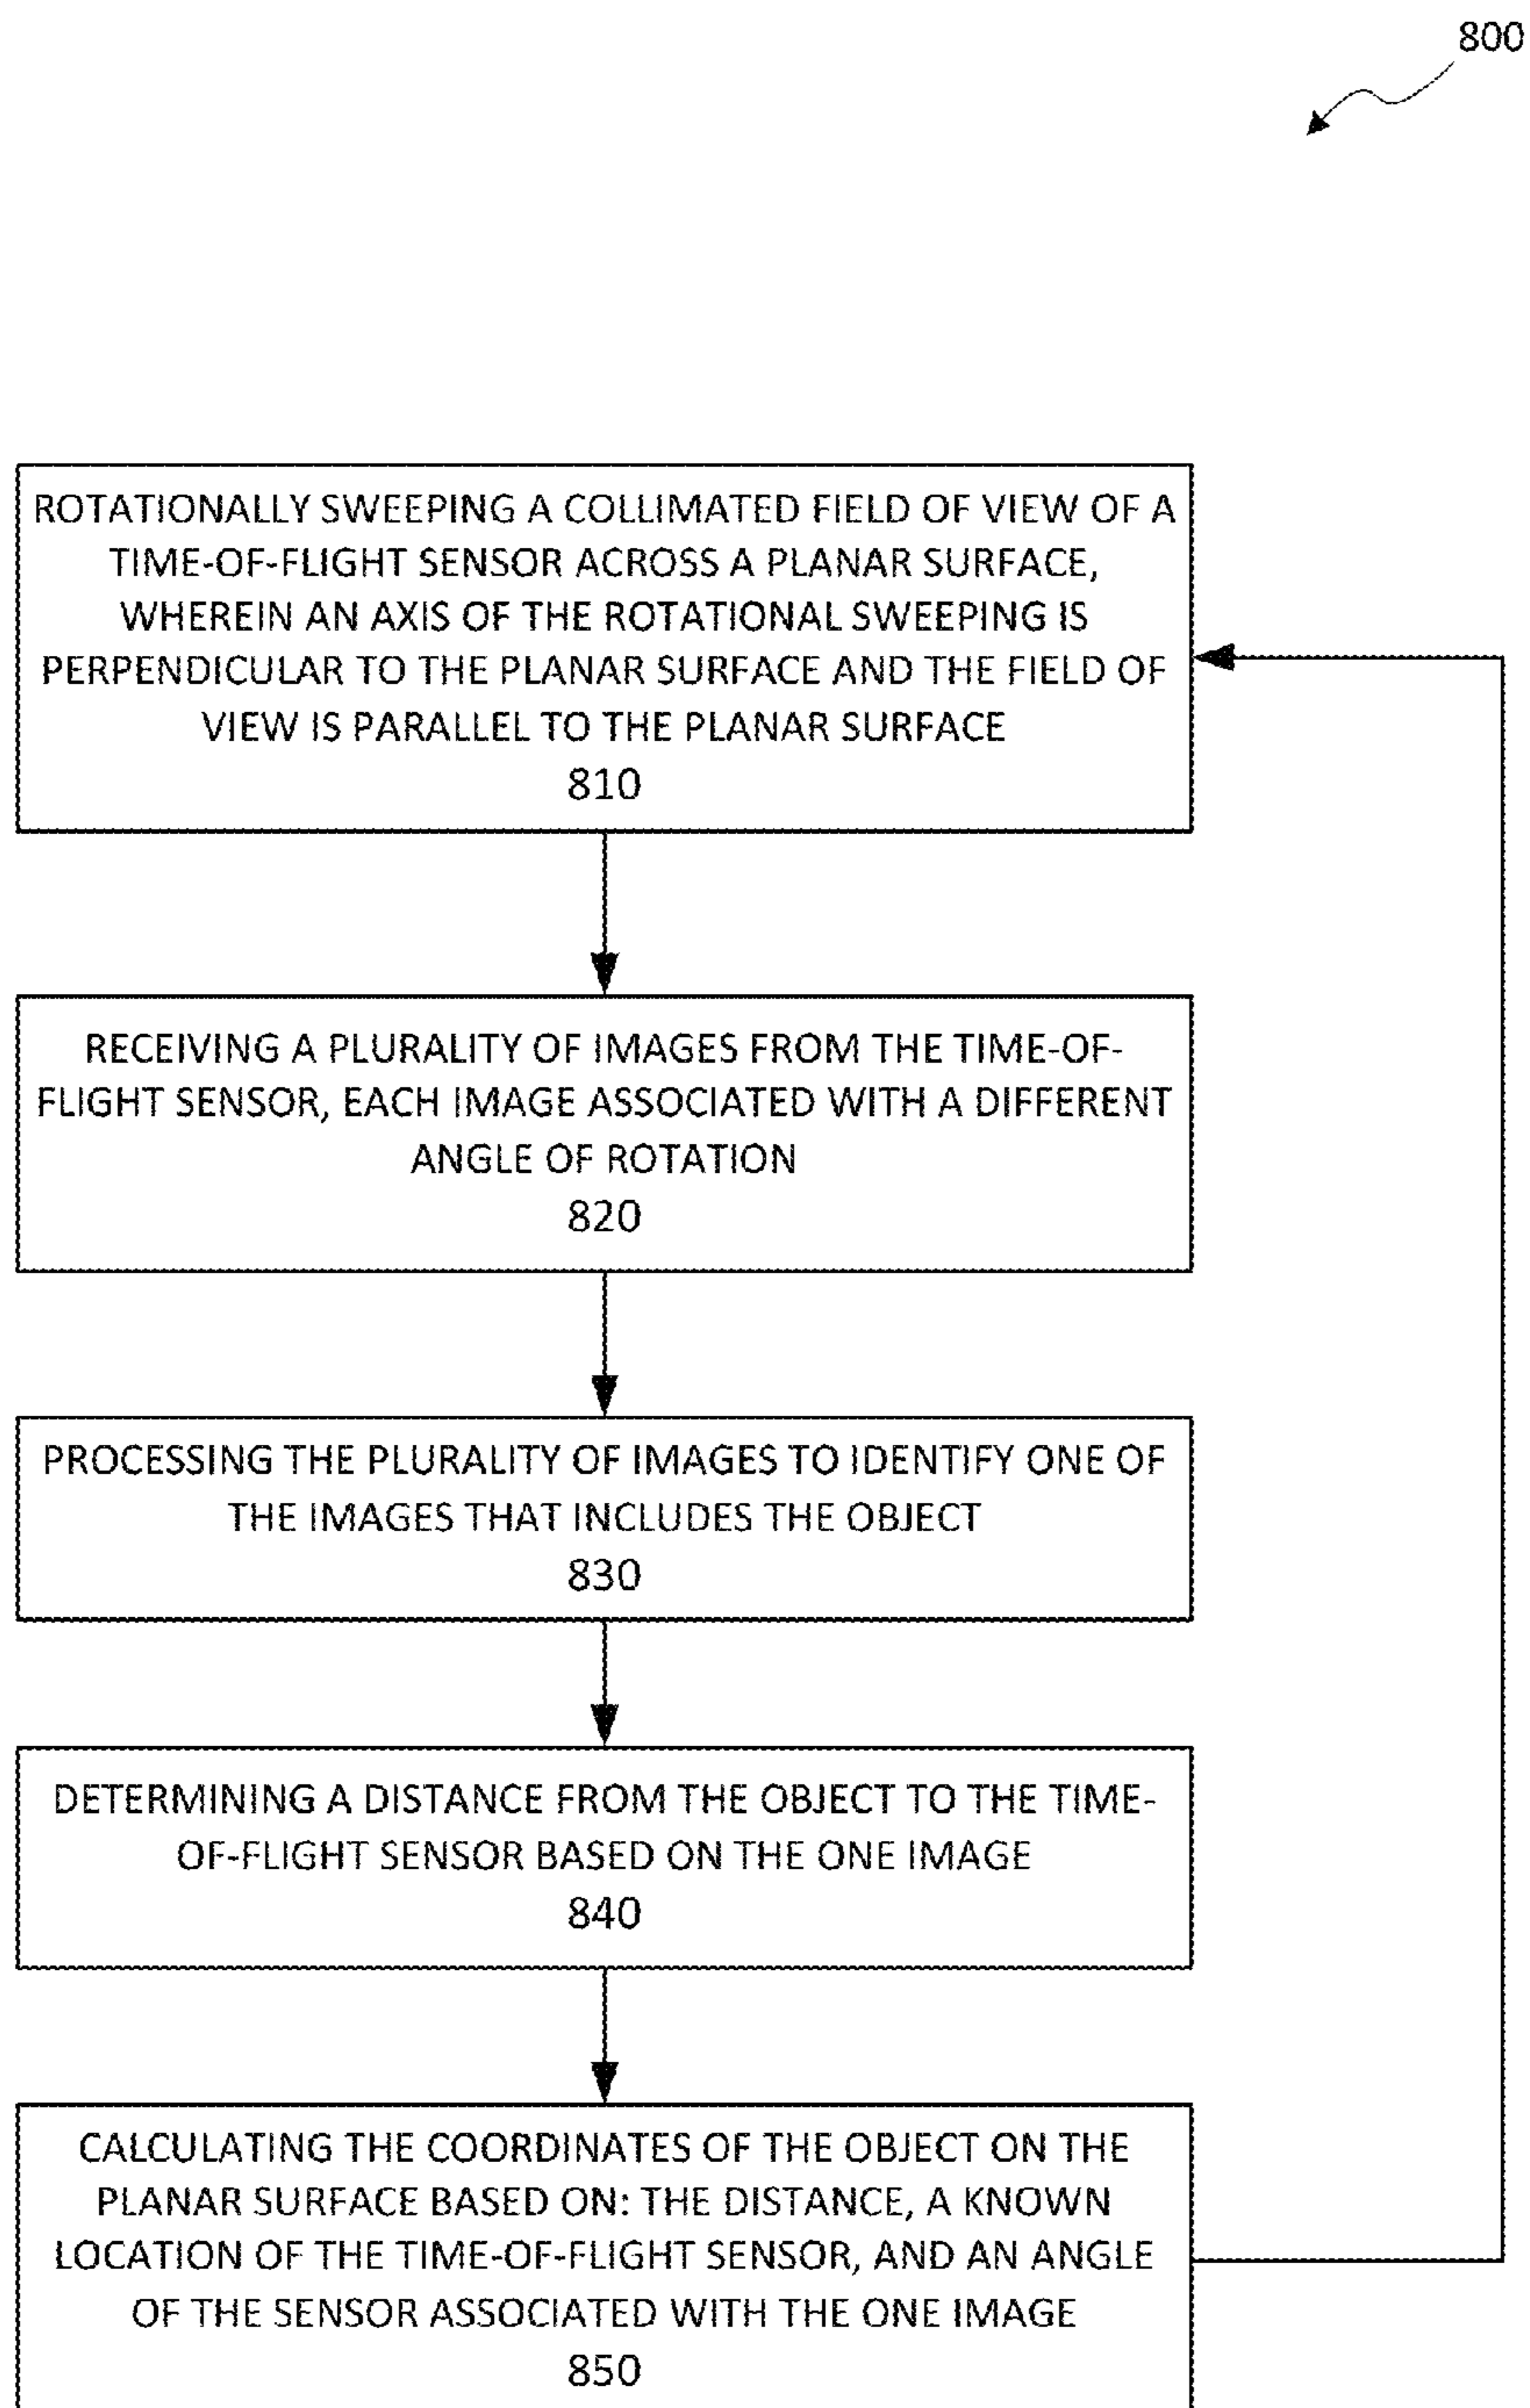 800
ROTATIONALLY SWEEPING A COLLIMATED FIELD OF VIEW OF A
TIME-OF-FLIGHT SENSOR ACROSS A PLANAR SURFACE,
WHEREIN AN AXIS OF THE ROTATIONAL SWEEPING IS
PERPENDICULAR TO THE PLANAR SURFACE AND THE FIELD OF
VIEW IS PARALLEL TO THE PLANAR SURFACE
810
RECEIVING A PLURALITY OF IMAGES FROM THE TIME-OF-
FLIGHT SENSOR, EACH IMAGE ASSOCIATED WITH A DIFFERENT
ANGLE OF ROTATION
820
PROCESSING THE PLURALITY OF IMAGES TO IDENTIFY ONE OF
THE IMAGES THAT INCLUDES THE OBJECT
830
DETERMINING A DISTANCE FROM THE OBJECT TO THE TIME-
OF-FLIGHT SENSOR BASED ON THE ONE IMAGE
840
CALCULATING THE COORDINATES OF THE OBJECT ON THE
PLANAR SURFACE BASED ON: THE DISTANCE, A KNOWN
LOCATION OF THE TIME-OF-FLIGHT SENSOR, AND AN ANGLE
OF THE SENSOR ASSOCIATED WITH THE ONE IMAGE
850